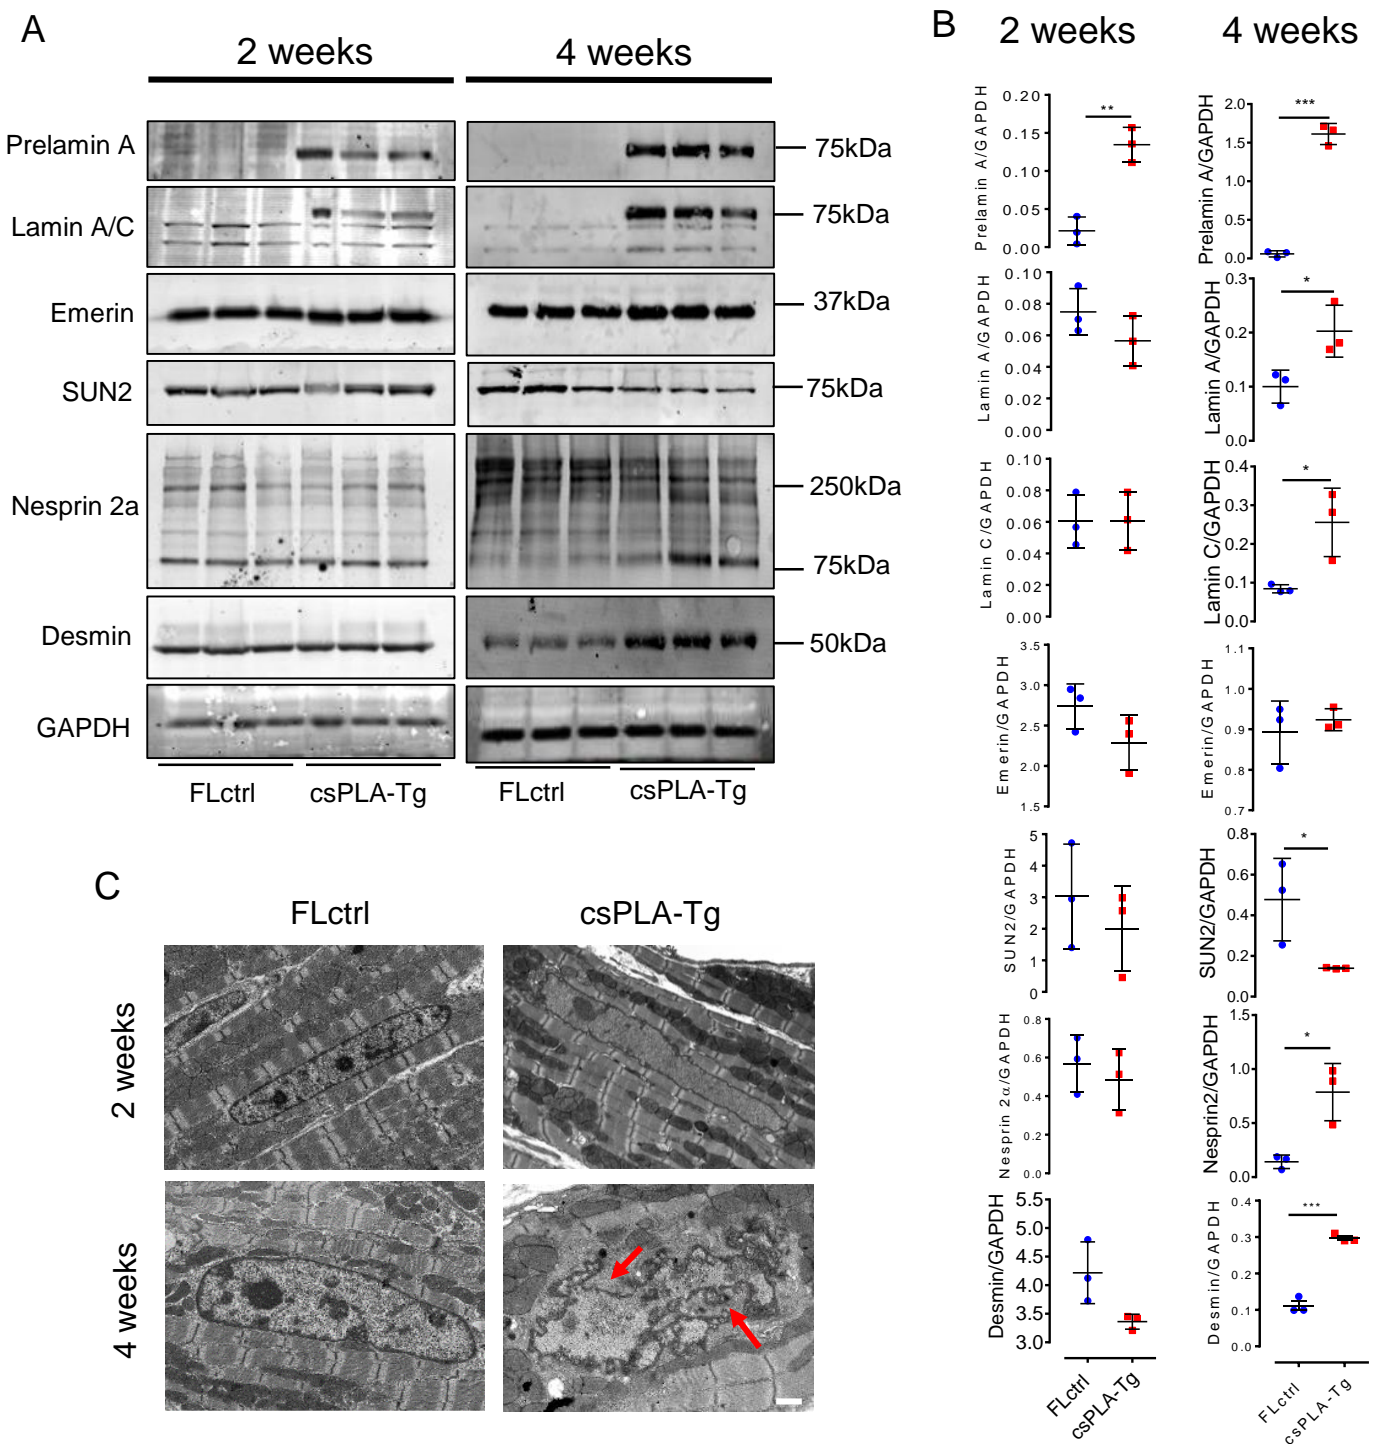 A
2 weeks
4 weeks
Prelamin A
75kDa
Lamin A/C
75kDa
Emerin
37kDa
SUN2
75kDa
Nesprin 2a
250kDa
75kDa
Desmin
50kDa
GAPDH
FLctrl
csPLA-Tg
FLctrl
csPLA-Tg
B
2 weeks
4 weeks
Prelamin A/GAPDH
0.20
0.15
0.10
0.05
0.00
**
Prelamin A/GAPDH
2.0
1.5
1.0
0.5
0.0
***
Lamin A/GAPDH
0.10
0.08
0.06
0.04
0.02
0.00
Lamin A/GAPDH
0.3
0.2
0.1
0.0
*
Lamin C/GAPDH
0.10
0.08
0.06
0.04
0.02
0.00
Lamin C/GAPDH
0.4
0.3
0.2
0.1
0.0
*
Emerin/GAPDH
3.5
3.0
2.5
2.0
1.5
Emerin/GAPDH
1.1
1.0
0.9
0.8
0.7
SUN2/GAPDH
5
4
3
2
1
0
SUN2/GAPDH
0.8
0.6
0.4
0.2
0.0
*
Nesprin 2α/GAPDH
0.8
0.6
0.4
0.2
0.0
Nesprin2/GAPDH
1.5
1.0
0.5
0.0
*
Desmin/GAPDH
5.5
5.0
4.5
4.0
3.5
3.0
FLctrl
csPLA-Tg
Desmin/GAPDH
0.4
0.3
0.2
0.1
0.0
***
FLctrl
csPLA-Tg
C
FLctrl
csPLA-Tg
2 weeks
4 weeks